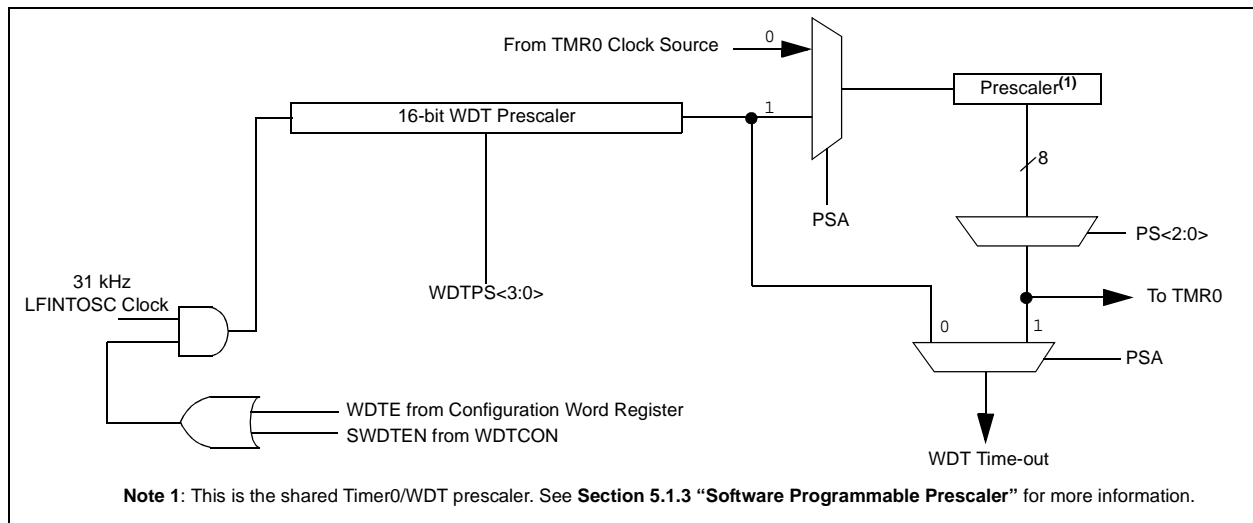 From TMR0 Clock Source
0
Prescaler(1)
16-bit WDT Prescaler
1
8
PSA
PS<2:0>
31 kHz
LFINTOSC Clock
WDTPS<3:0>
To TMR0
0
1
PSA
WDTE from Configuration Word Register
SWDTEN from WDTCON
WDT Time-out
Note 1: This is the shared Timer0/WDT prescaler. See Section 5.1.3 “Software Programmable Prescaler” for more information.